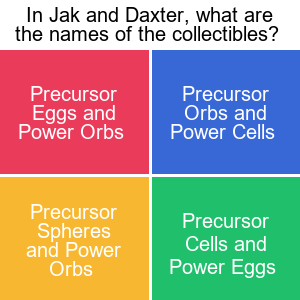 In Jak and Daxter, what are
the names of the collectibles?
Precursor
Eggs and
Power Orbs
Precursor
Orbs and
Power Cells
Precursor
Spheres
and Power
Orbs
Precursor
Cells and
Power Eggs